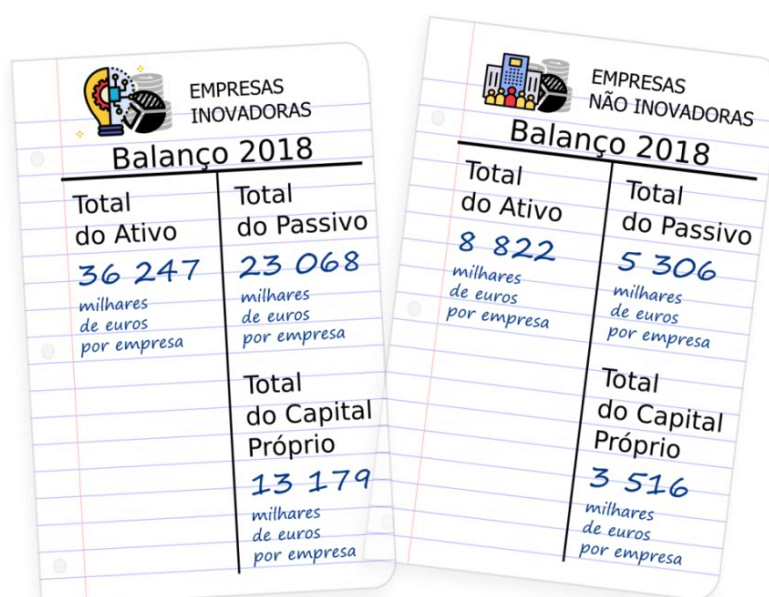 EMPRESAS
INOVADORAS
Balanço 2018
Total
do Ativo
36 247
milhares
de euros
por empresa
Total
do Passivo
23 068
milhares
de euros
por empresa
Total
do Capital
Próprio
13 179
milhares
de euros
por empresa
EMPRESAS
NÃO INOVADORAS
Balanço 2018
Total
do Ativo
8 822
milhares
de euros
por empresa
Total
do Passivo
5 306
milhares
de euros
por empresa
Total
do Capital
Próprio
3 516
milhares
de euros
por empresa